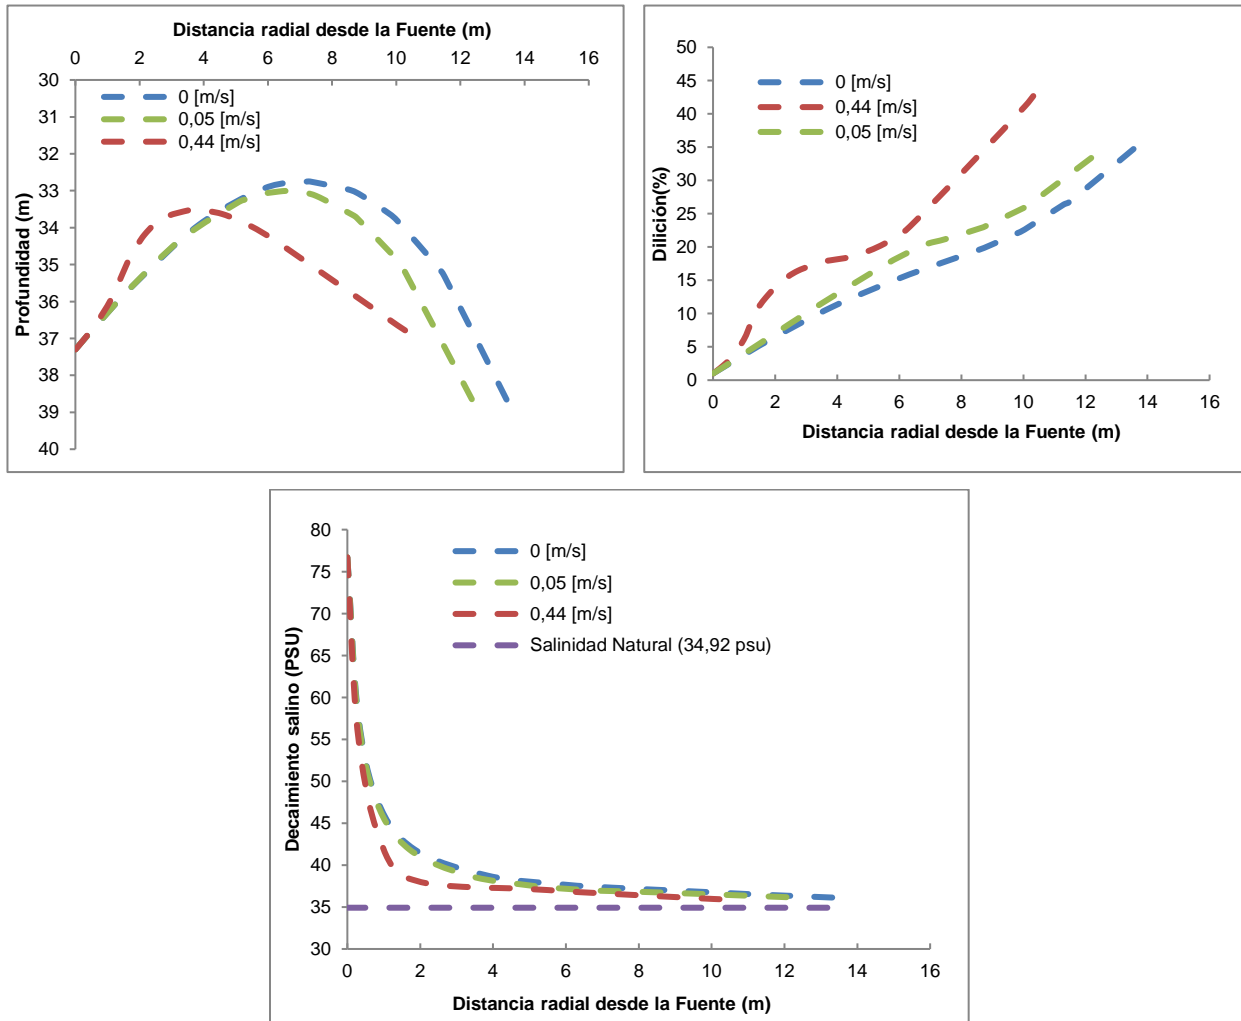 Distancia radial desde la Fuente (m)
0 2 4 6 8 10 12 14 16
30
31
32
33
34
35
36
37
38
39
40
Profundidad (m)
0 [m/s]
0,05 [m/s]
0,44 [m/s]
50
45
40
35
30
25
20
15
10
5
0
Dilición(%)
0 [m/s]
0,44 [m/s]
0,05 [m/s]
0 2 4 6 8 10 12 14 16
Distancia radial desde la Fuente (m)
80
75
70
65
60
55
50
45
40
35
30
Decaimiento salino (PSU)
0 [m/s]
0,05 [m/s]
0,44 [m/s]
Salinidad Natural (34,92 psu)
0 2 4 6 8 10 12 14 16
Distancia radial desde la Fuente (m)